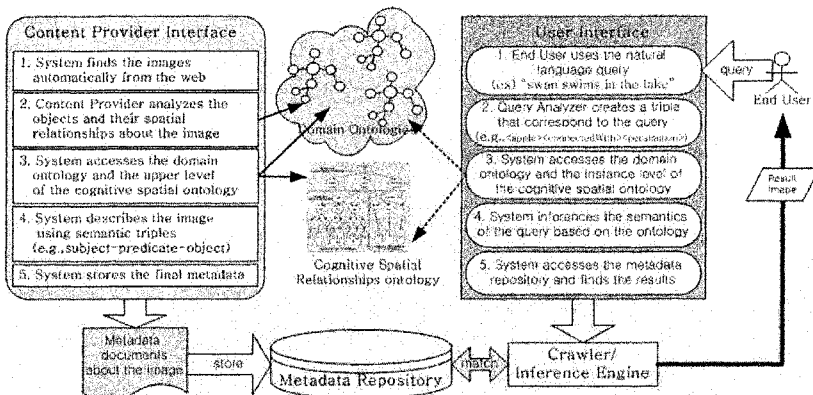 Content Provider Interface
1. System finds the images
automatically from the web
2. Content Provider analyzes the
objects and their spatial
relationships about the image
3. System accesses the domain
ontology and the upper level
of the cognitive spatial ontology
4. System describes the image
using semantic triples
(e.g.,subject-predicate-object)
5. System stores the final metadata
Domain Ontologies
Cognitive Spatial
Relationships ontology
User Interface
1. End User uses the natural
language query
(ex) "swan swims in the lake"
2. Query Analyzer creates a triple
that correspond to the query
(e.g.,
3. System accesses the domain
ontology and the instance level of
the cognitive spatial ontology
4. System inferences the semantics
of the query based on the ontology
5. System accesses the metadata
repository and finds the results
query
End User
Result
Image
Metadata
documents
about the image
store
Metadata Repository
match
Crawler/
Inference Engine